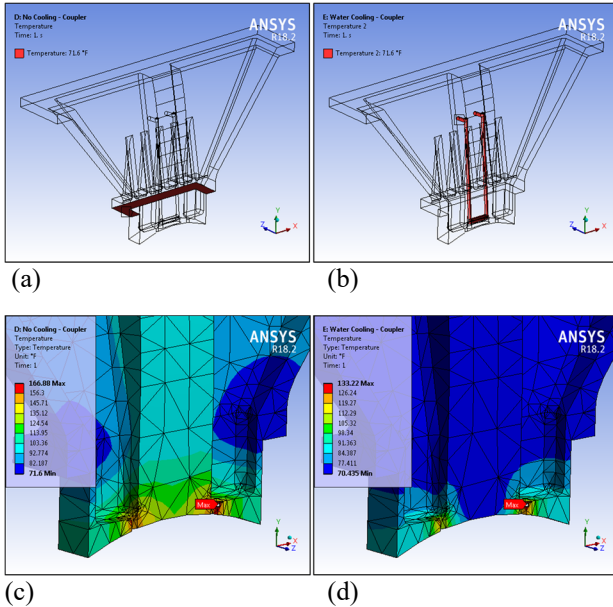 D: No Cooling - Coupler
Temperature
Time: 1. s
Temperature: 71.6 °F
ANSYS
R18.2
Y
Z
X
(a)
E: Water Cooling - Coupler
Temperature 2
Time: 1. s
Temperature 2: 71.6 °F
ANSYS
R18.2
Y
Z
X
(b)
D: No Cooling - Coupler
Temperature
Type: Temperature
Unit: °F
Time: 1
166.88 Max
156.3
145.71
135.12
124.54
113.95
103.36
92.774
82.187
71.6 Min
ANSYS
R18.2
Max
Y
X
Z
(c)
E: Water Cooling - Coupler
Temperature
Type: Temperature
Unit: °F
Time: 1
133.22 Max
126.24
119.27
112.29
105.32
98.34
91.363
84.387
77.411
70.435 Min
ANSYS
R18.2
Max
Y
X
Z
(d)